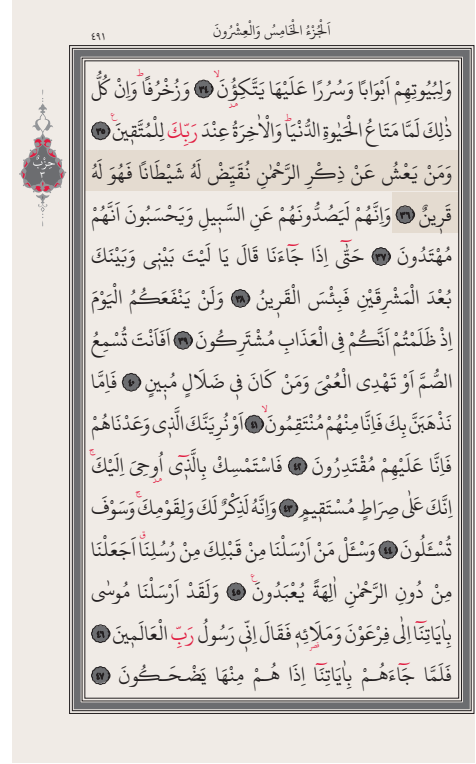 اَلْجُزْءُ الْخَامِسُ وَالْعِشْرُونَ
٤٩١
وَلِبُيُوتِهِمْ اَبْوَابًا وَسُرُرًا عَلَيْهَا يَتَّكِؤُ۫نَۙ ﴿٣٤﴾ وَزُخْرُفًاۜ وَاِنْ كُلُّ
ذٰلِكَ لَمَّا مَتَاعُ الْحَيٰوةِ الدُّنْيَاۜ وَالْاٰخِرَةُ عِنْدَ رَبِّكَ لِلْمُتَّقٖينَ۟ ﴿٣٥﴾
وَمَنْ يَعْشُ عَنْ ذِكْرِ الرَّحْمٰنِ نُقَيِّضْ لَهُ شَيْطَانًا فَهُوَ لَهُ
قَرٖينٌ ﴿٣٦﴾ وَاِنَّهُمْ لَيَصُدُّونَهُمْ عَنِ السَّبٖيلِ وَيَحْسَبُونَ اَنَّهُمْ
مُهْتَدُونَ ﴿٣٧﴾ حَتّٰٓى اِذَا جَٓاءَنَا قَالَ يَا لَيْتَ بَيْنٖى وَبَيْنَكَ
بُعْدَ الْمَشْرِقَيْنِ فَبِئْسَ الْقَرٖينُ ﴿٣٨﴾ وَلَنْ يَنْفَعَكُمُ الْيَوْمَ
اِذْ ظَلَمْتُمْ اَنَّكُمْ فِى الْعَذَابِ مُشْتَرِكُونَ ﴿٣٩﴾ اَفَاَنْتَ تُسْمِعُ
الصُّمَّ اَوْ تَهْدِى الْعُمْىَ وَمَنْ كَانَ فٖى ضَلَالٍ مُبٖينٍ ﴿٤٠﴾ فَاِمَّا
نَذْهَبَنَّ بِكَ فَاِنَّا مِنْهُمْ مُنْتَقِمُونَۙ ﴿٤١﴾ اَوْ نُرِيَنَّكَ الَّذٖى وَعَدْنَاهُمْ
فَاِنَّا عَلَيْهِمْ مُقْتَدِرُونَ ﴿٤٢﴾ فَاسْتَمْسِكْ بِالَّذٖٓى اُو۫حِىَ اِلَيْكَۚ
اِنَّكَ عَلٰى صِرَاطٍ مُسْتَقٖيمٍ ﴿٤٣﴾ وَاِنَّهُ لَذِكْرٌ لَكَ وَلِقَوْمِكَۚ وَسَوْفَ
تُسْـَٔلُونَ ﴿٤٤﴾ وَسْـَٔلْ مَنْ اَرْسَلْنَا مِنْ قَبْلِكَ مِنْ رُسُلِنَاۗ اَجَعَلْنَا
مِنْ دُونِ الرَّحْمٰنِ اٰلِهَةً يُعْبَدُونَ۟ ﴿٤٥﴾ وَلَقَدْ اَرْسَلْنَا مُوسٰى
بِاٰيَاتِنَٓا اِلٰى فِرْعَوْنَ وَمَلَا۬ئِهٖ فَقَالَ اِنّٖى رَسُولُ رَبِّ الْعَالَمٖينَ ﴿٤٦﴾
فَلَمَّا جَٓاءَهُمْ بِاٰيَاتِنَٓا اِذَا هُمْ مِنْهَا يَضْحَكُونَ ﴿٤٧﴾